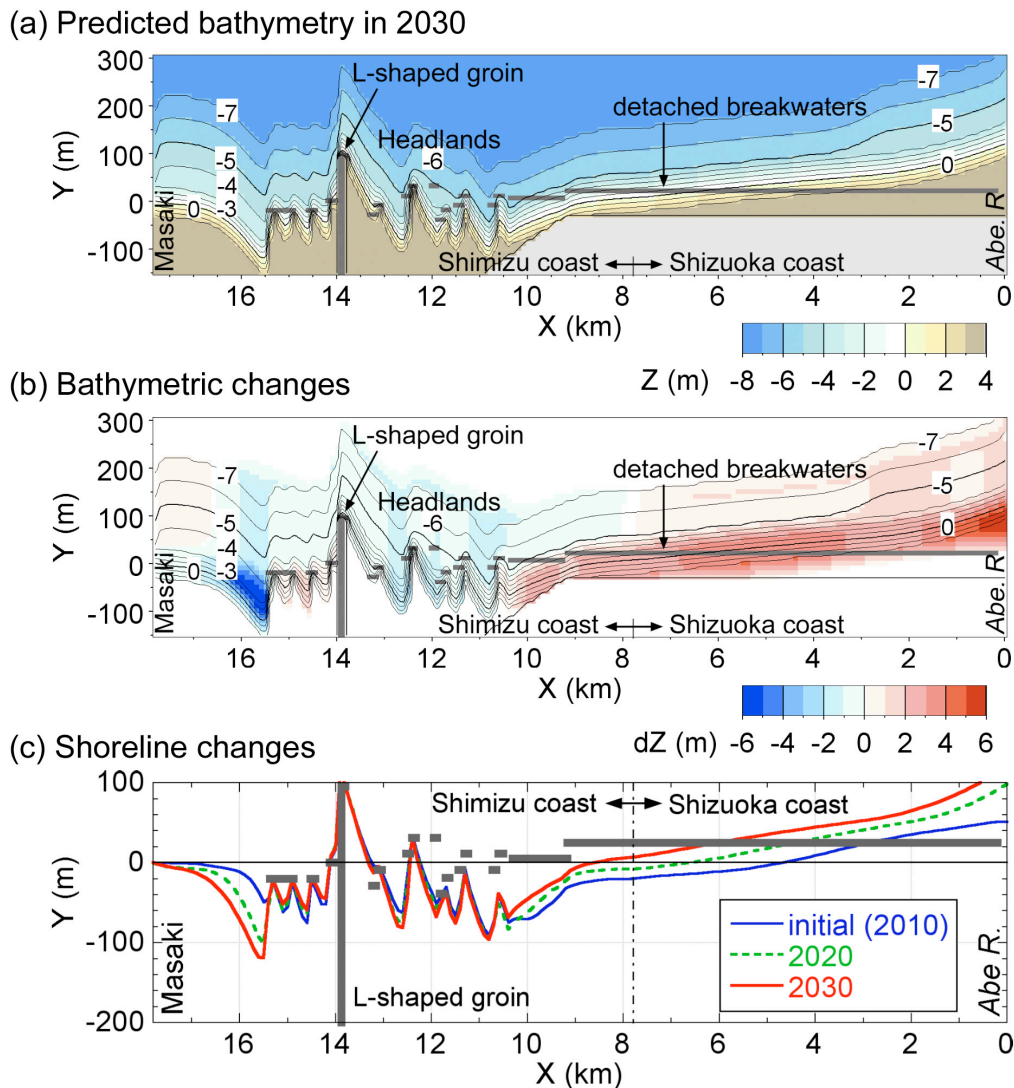 (a) Predicted bathymetry in 2030
300
200
100
0
-100
Y (m)
L-shaped groin
detached breakwaters
Headlands
-7
-5
-4
0 -3
-6
-7
-5
0
Masaki
Abe. R
Shimizu coast
Shizuoka coast
16 14 12 10 8 6 4 2 0
X (km)
Z (m) -8 -6 -4 -2 0 2 4
(b) Bathymetric changes
300
200
100
0
-100
Y (m)
L-shaped groin
detached breakwaters
Headlands
-7
-5
-4
0 -3
-6
-7
-5
0
Masaki
Abe. R
Shimizu coast
Shizuoka coast
16 14 12 10 8 6 4 2 0
X (km)
dZ (m) -6 -4 -2 0 2 4 6
(c) Shoreline changes
100
0
-100
-200
Y (m)
Shimizu coast
Shizuoka coast
Masaki
L-shaped groin
initial (2010)
2020
2030
Abe R.
16 14 12 10 8 6 4 2 0
X (km)